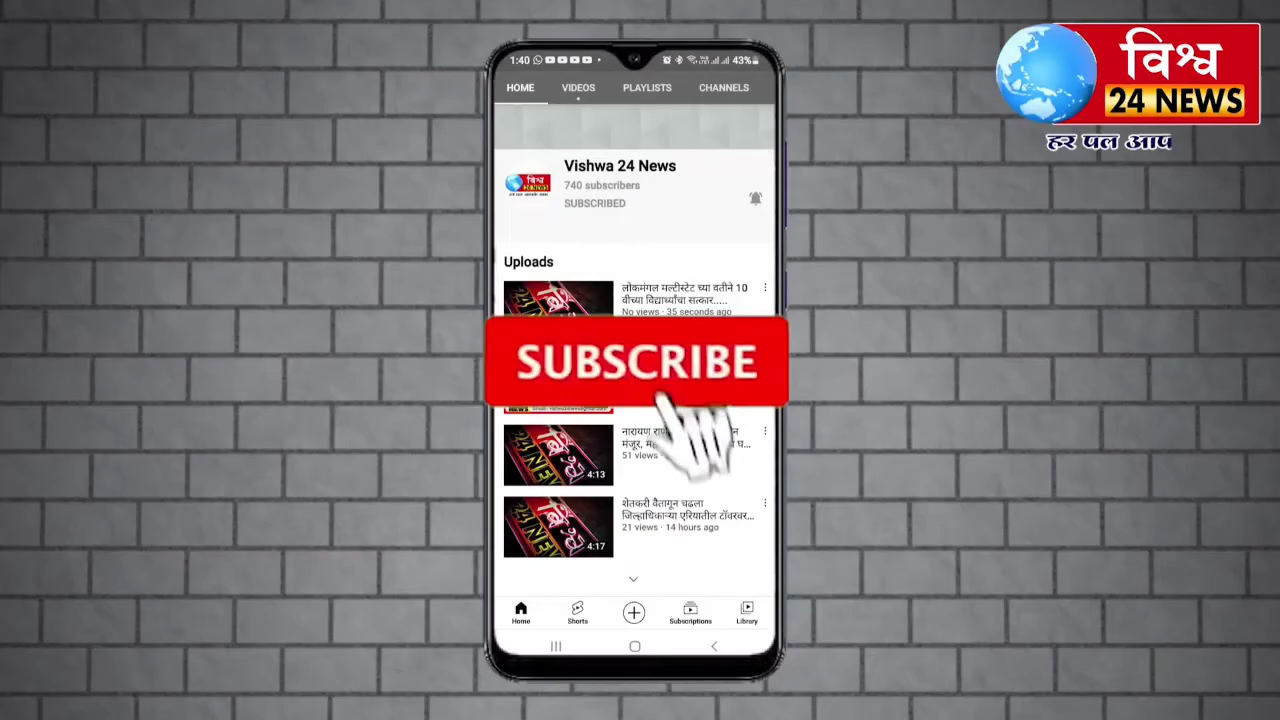 विश्व
24 NEWS
हर पल आप
1:40
43%
HOME
VIDEOS
PLAYLISTS
CHANNELS
Vishwa 24 News
740 subscribers
SUBSCRIBED
Uploads
लोकमंगल मल्टीस्टेट च्या वतीने 10
वीच्या विद्यार्थ्यांचा सत्कार.....
No views · 35 seconds ago
SUBSCRIBE
नारायण
मंजूर,
51 views
4:13
शेतकरी वैतागून चढला
जिल्हाधिकाऱ्या एरियातील टॉवरवर...
21 views · 14 hours ago
4:17
Home
Shorts
Subscriptions
Library